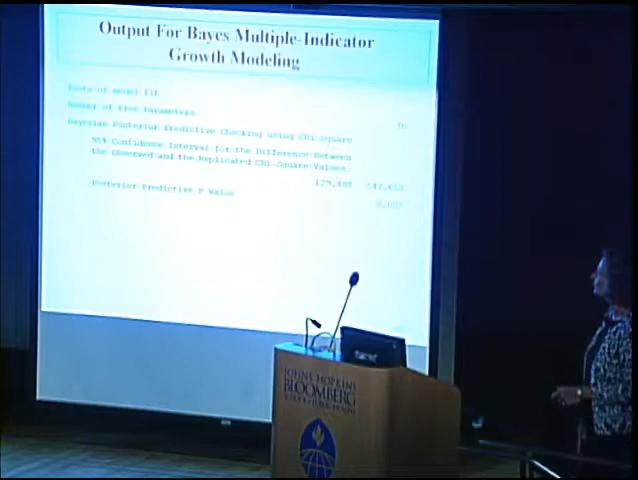 Output For Bayes Multiple-Indicator
Growth Modeling
Tests of model fit
Number of Free Parameters
Bayesian Posterior Predictive Checking using Chi-Square
95% Confidence Interval for the Difference Between
the Observed and the Replicated Chi-Square Values
Posterior Predictive P-Value
JOHNS HOPKINS
BLOOMBERG